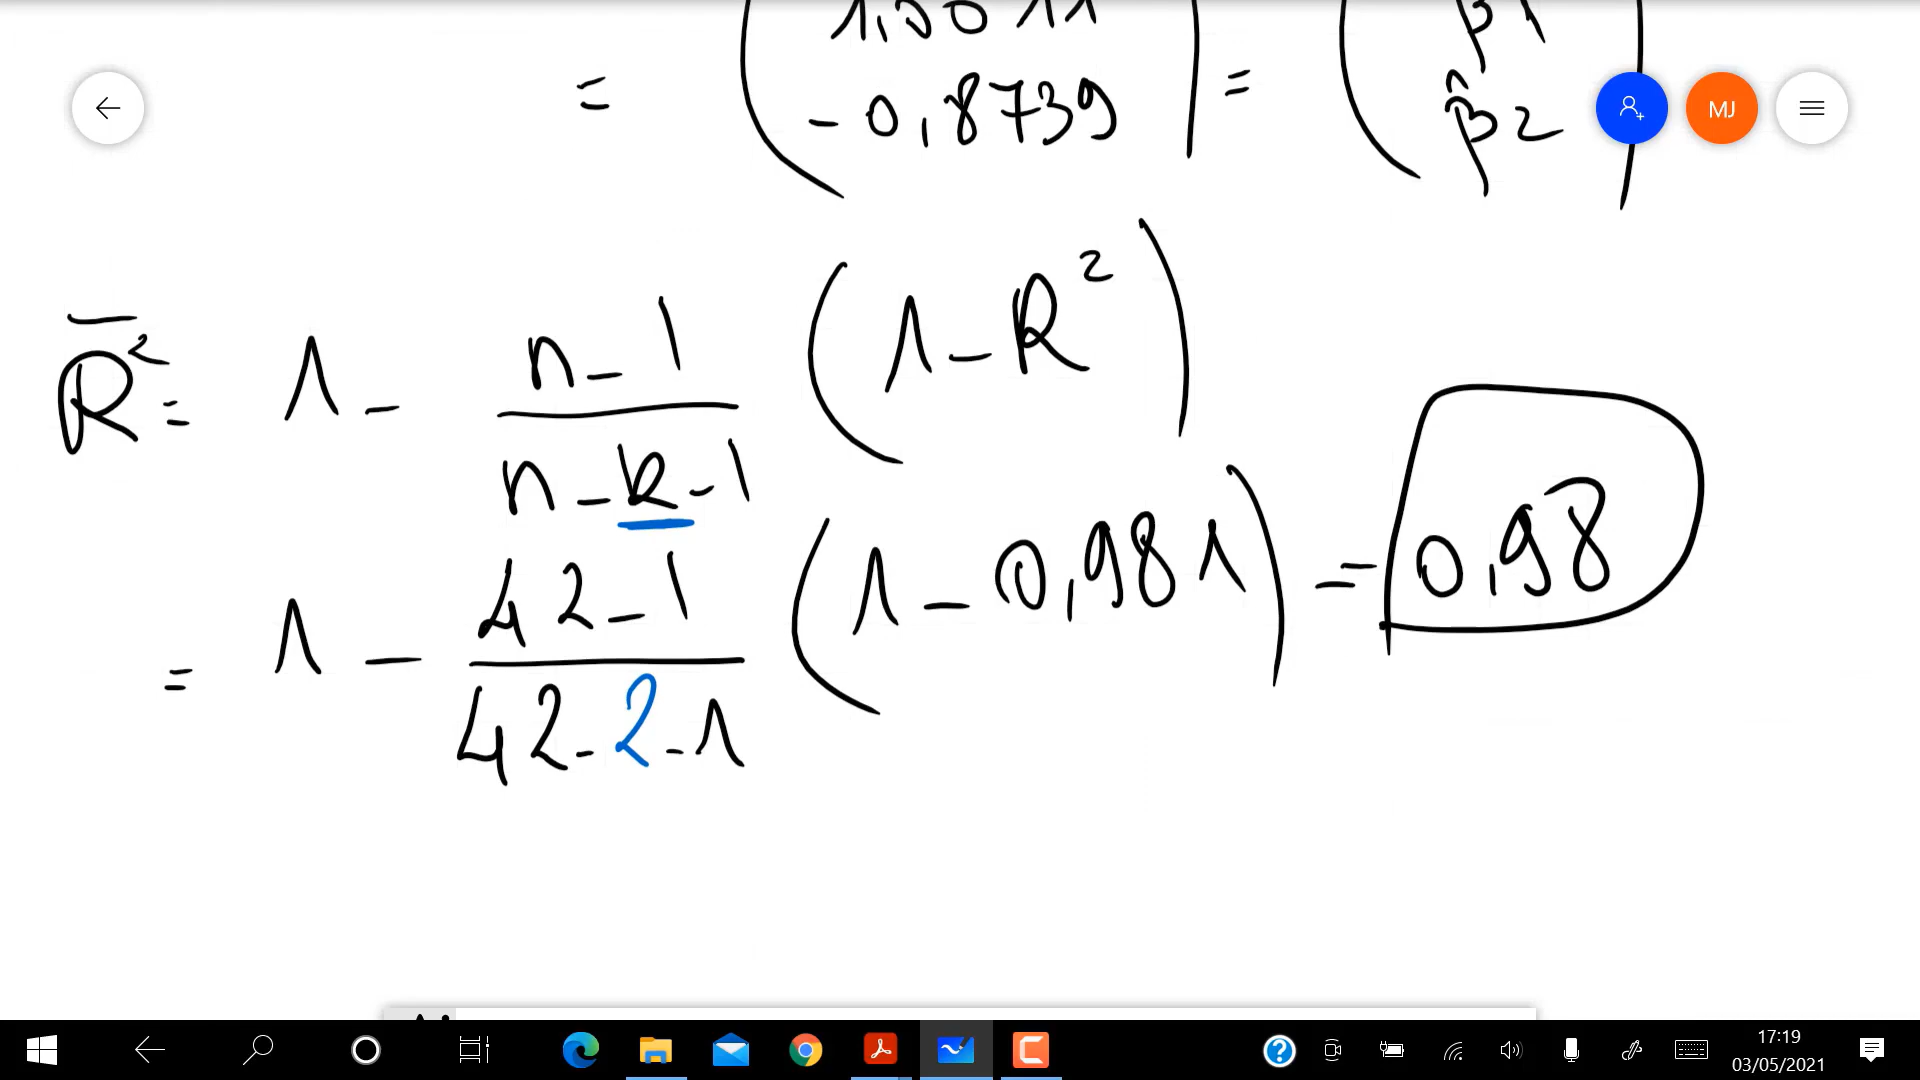 = ( -0,8739 ) = ( β̂2 )
MJ
R̄² = 1 - (n-1)/(n-k-1) (1-R²)
= 1 - (42-1)/(42-2-1) (1-0,981) = 0,98
17:19
03/05/2021